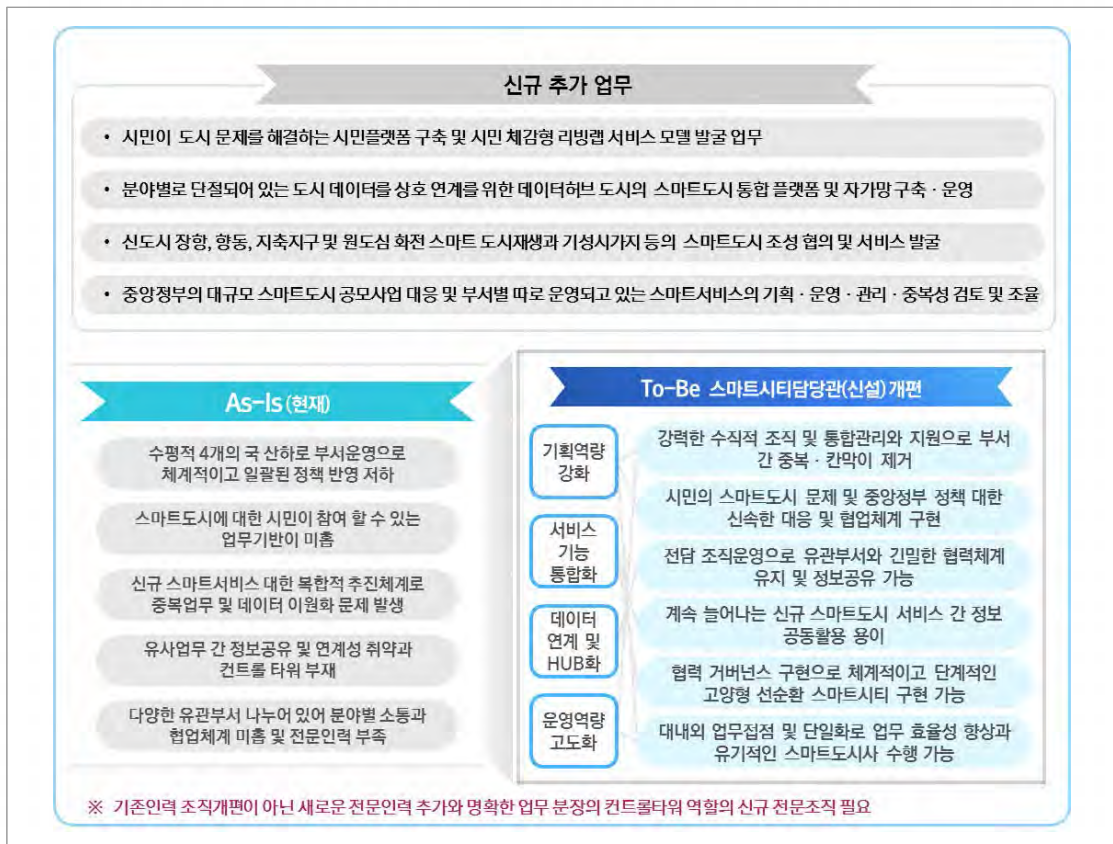 신규 추가 업무
• 시민이 도시 문제를 해결하는 시민플랫폼 구축 및 시민 체감형 리빙랩 서비스 모델 발굴 업무
• 분야별로 단절되어 있는 도시 데이터를 상호 연계를 위한 데이터허브 도시의 스마트도시 통합 플랫폼 및 자가망 구축 · 운영
• 신도시 장항, 향동, 지축지구 및 원도심 화전 스마트 도시재생과 기성시가지 등의 스마트도시 조성 협의 및 서비스 발굴
• 중앙정부의 대규모 스마트도시 공모사업 대응 및 부서별 따로 운영되고 있는 스마트서비스의 기획 · 운영 · 관리 · 중복성 검토 및 조율
As-Is (현재)
수평적 4개의 국 산하로 부서운영으로
체계적이고 일괄된 정책 반영 저하
스마트도시에 대한 시민이 참여 할 수 있는
업무기반이 미흡
신규 스마트서비스 대한 복합적 추진체계로
중복업무 및 데이터 이원화 문제 발생
유사업무 간 정보공유 및 연계성 취약과
컨트롤 타워 부재
다양한 유관부서 나누어 있어 분야별 소통과
협업체계 미흡 및 전문인력 부족
To-Be 스마트시티담당관(신설) 개편
기획역량
강화
서비스
기능
통합화
데이터
연계 및
HUB화
운영역량
고도화
강력한 수직적 조직 및 통합관리와 지원으로 부서
간 중복 · 칸막이 제거
시민의 스마트도시 문제 및 중앙정부 정책 대한
신속한 대응 및 협업체계 구현
전담 조직운영으로 유관부서와 긴밀한 협력체계
유지 및 정보공유 가능
계속 늘어나는 신규 스마트도시 서비스 간 정보
공동활용 용이
협력 거버넌스 구현으로 체계적이고 단계적인
고양형 선순환 스마트시티 구현 가능
대내외 업무접점 및 단일화로 업무 효율성 향상과
유기적인 스마트도시사 수행 가능
※ 기존인력 조직개편이 아닌 새로운 전문인력 추가와 명확한 업무 분장의 컨트롤타워 역할의 신규 전문조직 필요